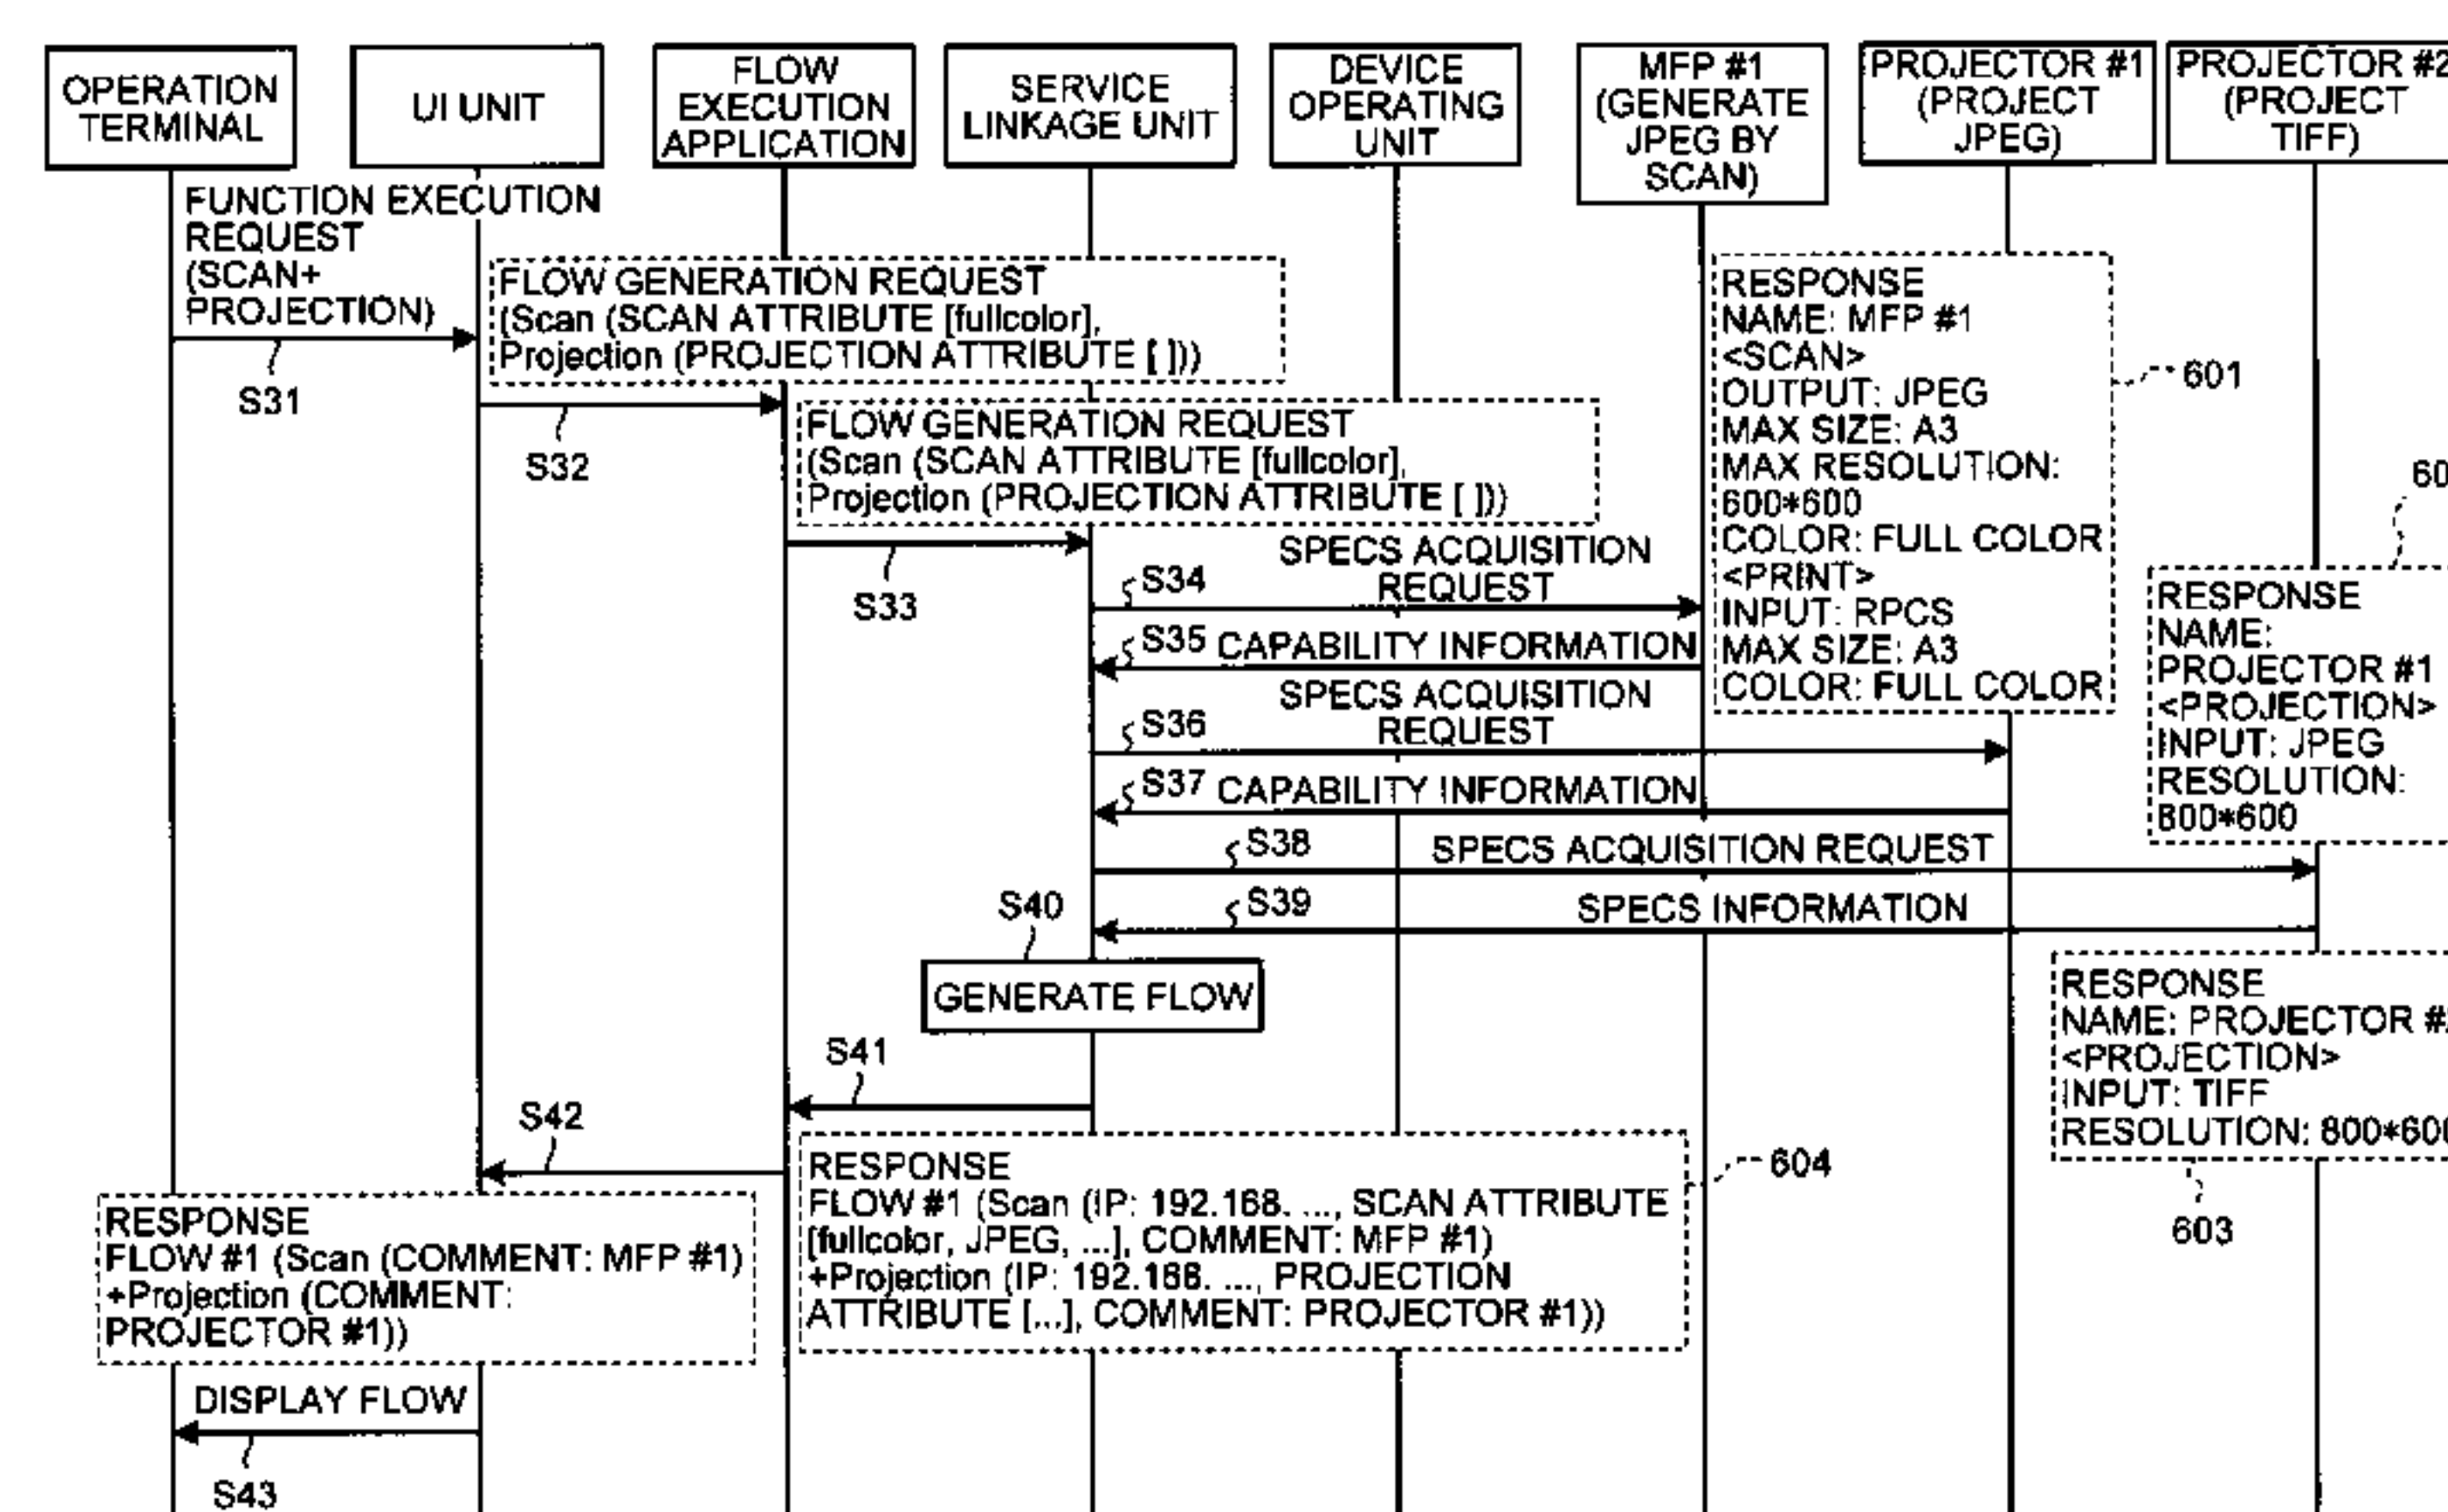 OPERATION
TERMINAL
UI UNIT
FLOW
EXECUTION
APPLICATION
SERVICE
LINKAGE UNIT
DEVICE
OPERATING
UNIT
MFP #1
(GENERATE
JPEG BY
SCAN)
PROJECTOR #1
(PROJECT
JPEG)
PROJECTOR #2
(PROJECT
TIFF)
FUNCTION EXECUTION
REQUEST
(SCAN+
PROJECTION)
S31
FLOW GENERATION REQUEST
(Scan (SCAN ATTRIBUTE [fullcolor],
Projection (PROJECTION ATTRIBUTE [ ]))
S32
FLOW GENERATION REQUEST
(Scan (SCAN ATTRIBUTE [fullcolor],
Projection (PROJECTION ATTRIBUTE [ ]))
S33
RESPONSE
NAME: MFP #1
<SCAN>
OUTPUT: JPEG
MAX SIZE: A3
MAX RESOLUTION:
600*600
COLOR: FULL COLOR
<PRINT>
INPUT: RPCS
MAX SIZE: A3
COLOR: FULL COLOR
601
SPECS ACQUISITION
REQUEST
S34
S35 CAPABILITY INFORMATION
SPECS ACQUISITION
REQUEST
S36
S37 CAPABILITY INFORMATION
RESPONSE
NAME:
PROJECTOR #1
<PROJECTION>
INPUT: JPEG
RESOLUTION:
800*600
S38 SPECS ACQUISITION REQUEST
S39 SPECS INFORMATION
S40
GENERATE FLOW
RESPONSE
NAME: PROJECTOR
<PROJECTION>
INPUT: TIFF
RESOLUTION: 800*600
603
S41
S42
RESPONSE
FLOW #1 (Scan (IP: 192.168. ..., SCAN ATTRIBUTE
[fullcolor, JPEG, ...], COMMENT: MFP #1)
+Projection (IP: 192.168. ..., PROJECTION
ATTRIBUTE [...], COMMENT: PROJECTOR #1))
604
RESPONSE
FLOW #1 (Scan (COMMENT: MFP #1)
+Projection (COMMENT:
PROJECTOR #1))
DISPLAY FLOW
S43